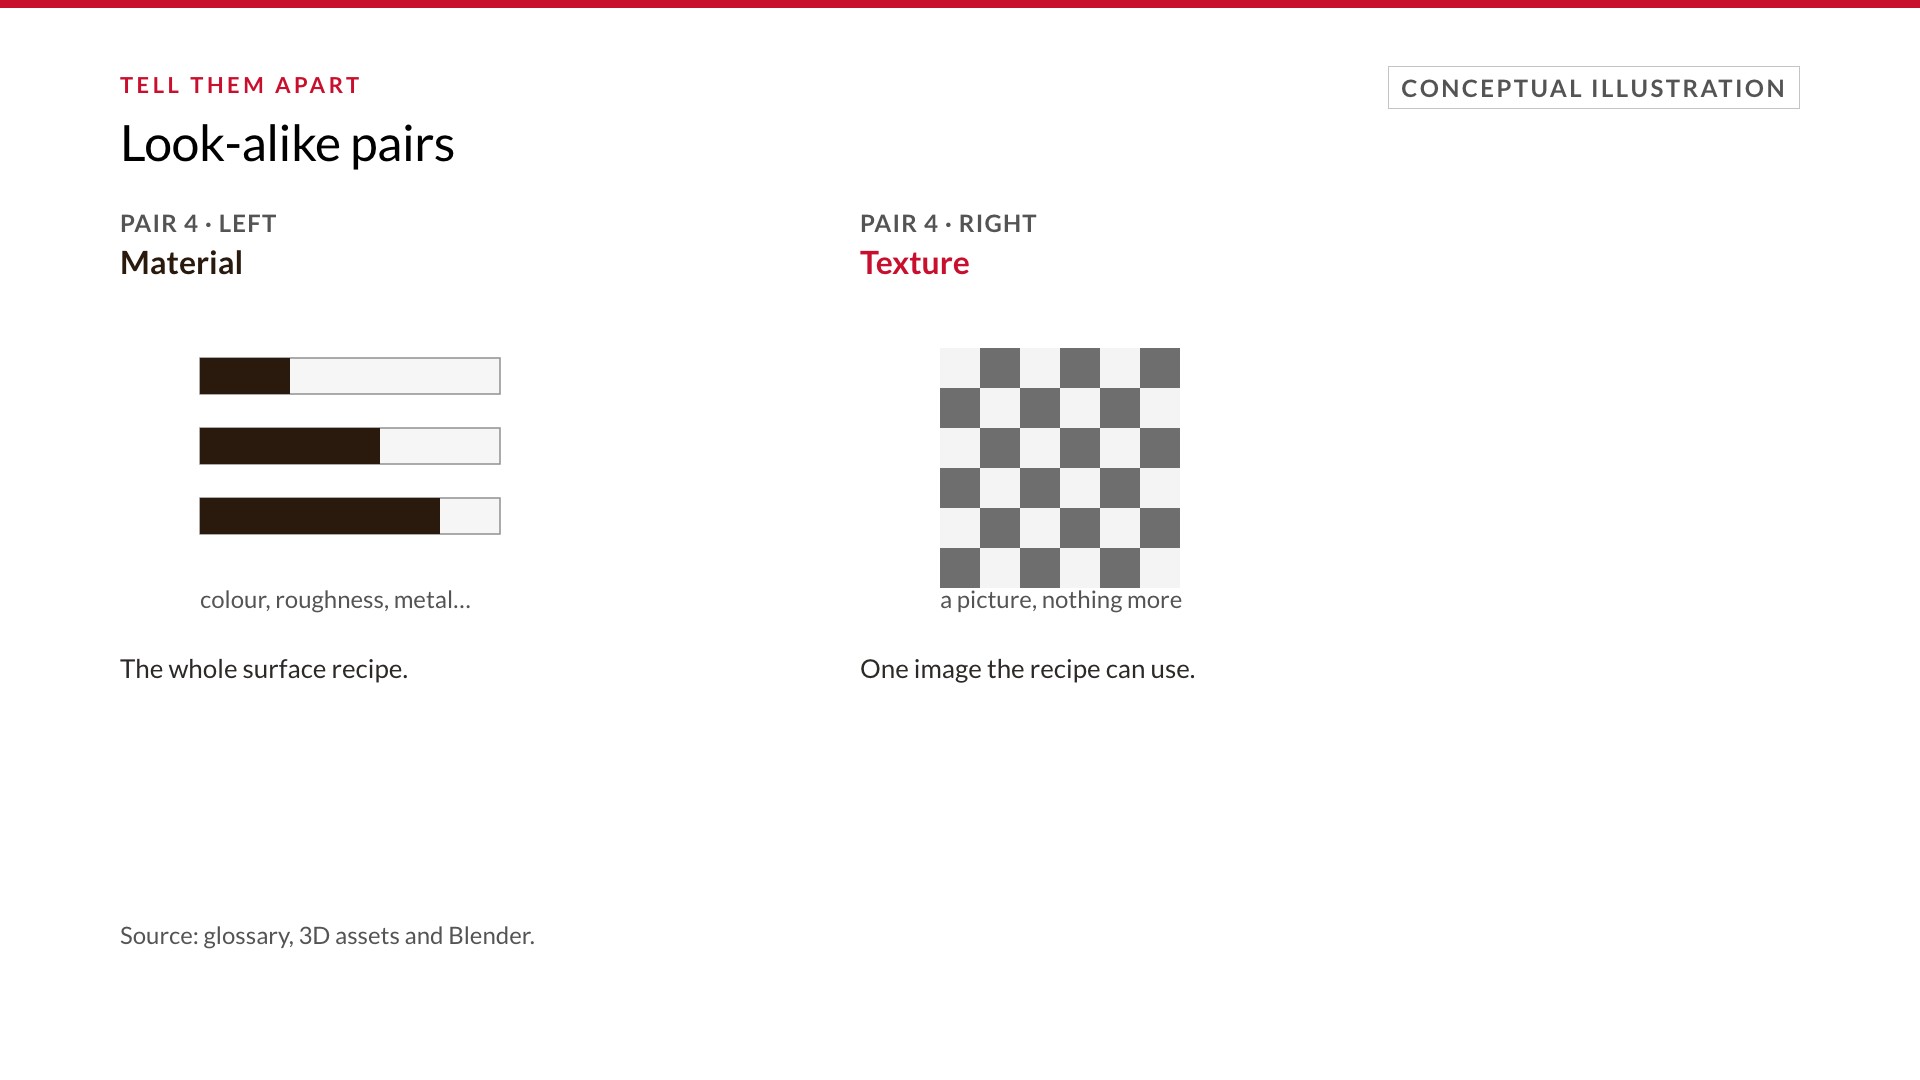 TELL THEM APART
CONCEPTUAL ILLUSTRATION
Look-alike pairs
PAIR 4 · LEFT
Material
colour, roughness, metal…
The whole surface recipe.
PAIR 4 · RIGHT
Texture
a picture, nothing more
One image the recipe can use.
Source: glossary, 3D assets and Blender.